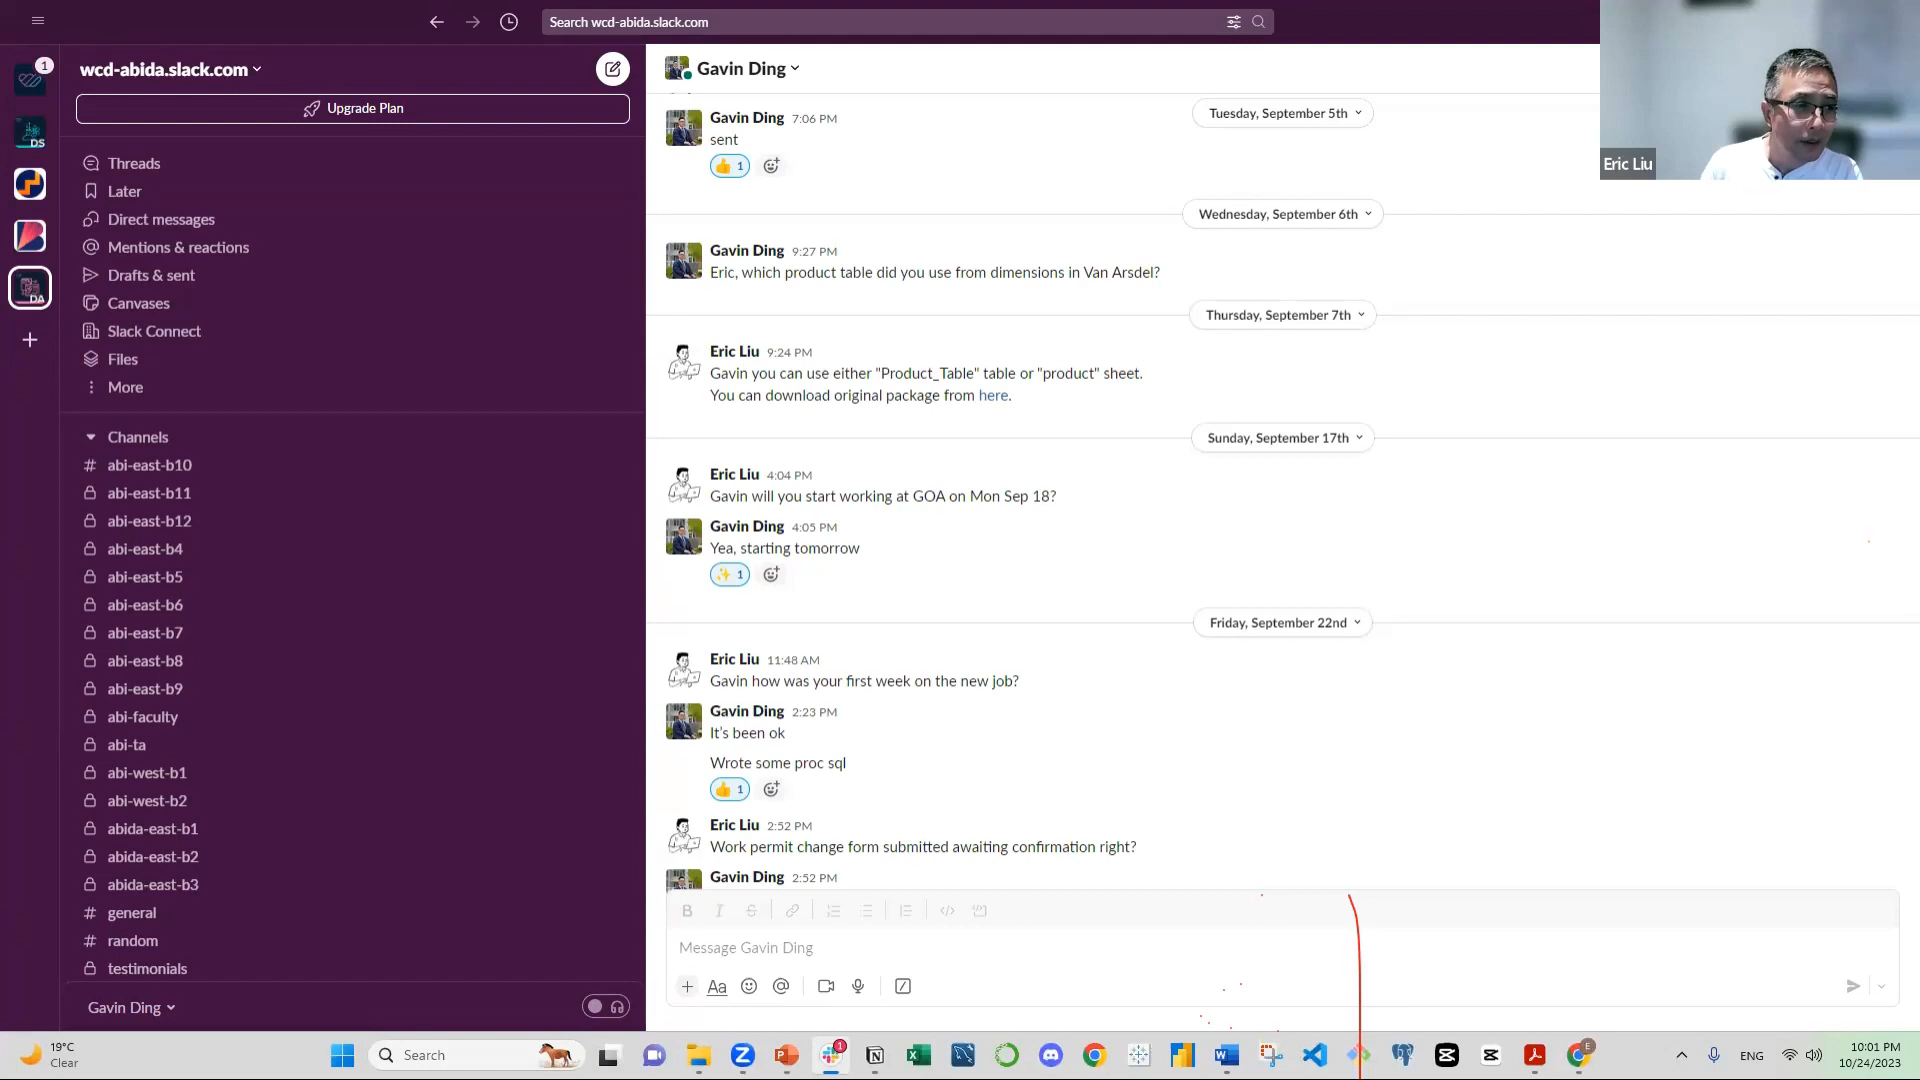 Search wcd-abida.slack.com
1
wcd-abida.slack.com
Upgrade Plan
DS
DA
Threads
Later
Direct messages
Mentions & reactions
Drafts & sent
Canvases
Slack Connect
Files
More
Channels
# abi-east-b10
abi-east-b11
abi-east-b12
abi-east-b4
abi-east-b5
abi-east-b6
abi-east-b7
abi-east-b8
abi-east-b9
abi-faculty
abi-ta
abi-west-b1
abi-west-b2
abida-east-b1
abida-east-b2
abida-east-b3
# general
# random
testimonials
Gavin Ding
Gavin Ding
Tuesday, September 5th
Gavin Ding 7:06 PM
sent
1
Wednesday, September 6th
Gavin Ding 9:27 PM
Eric, which product table did you use from dimensions in Van Arsdel?
Thursday, September 7th
Eric Liu 9:24 PM
Gavin you can use either "Product_Table" table or "product" sheet.
You can download original package from here.
Sunday, September 17th
Eric Liu 4:04 PM
Gavin will you start working at GOA on Mon Sep 18?
Gavin Ding 4:05 PM
Yea, starting tomorrow
1
Friday, September 22nd
Eric Liu 11:48 AM
Gavin how was your first week on the new job?
Gavin Ding 2:23 PM
It's been ok
Wrote some proc sql
1
Eric Liu 2:52 PM
Work permit change form submitted awaiting confirmation right?
Gavin Ding 2:52 PM
B I S
Message Gavin Ding
Aa
Eric Liu
19°C
Clear
Search
1
E
ENG
10:01 PM
10/24/2023